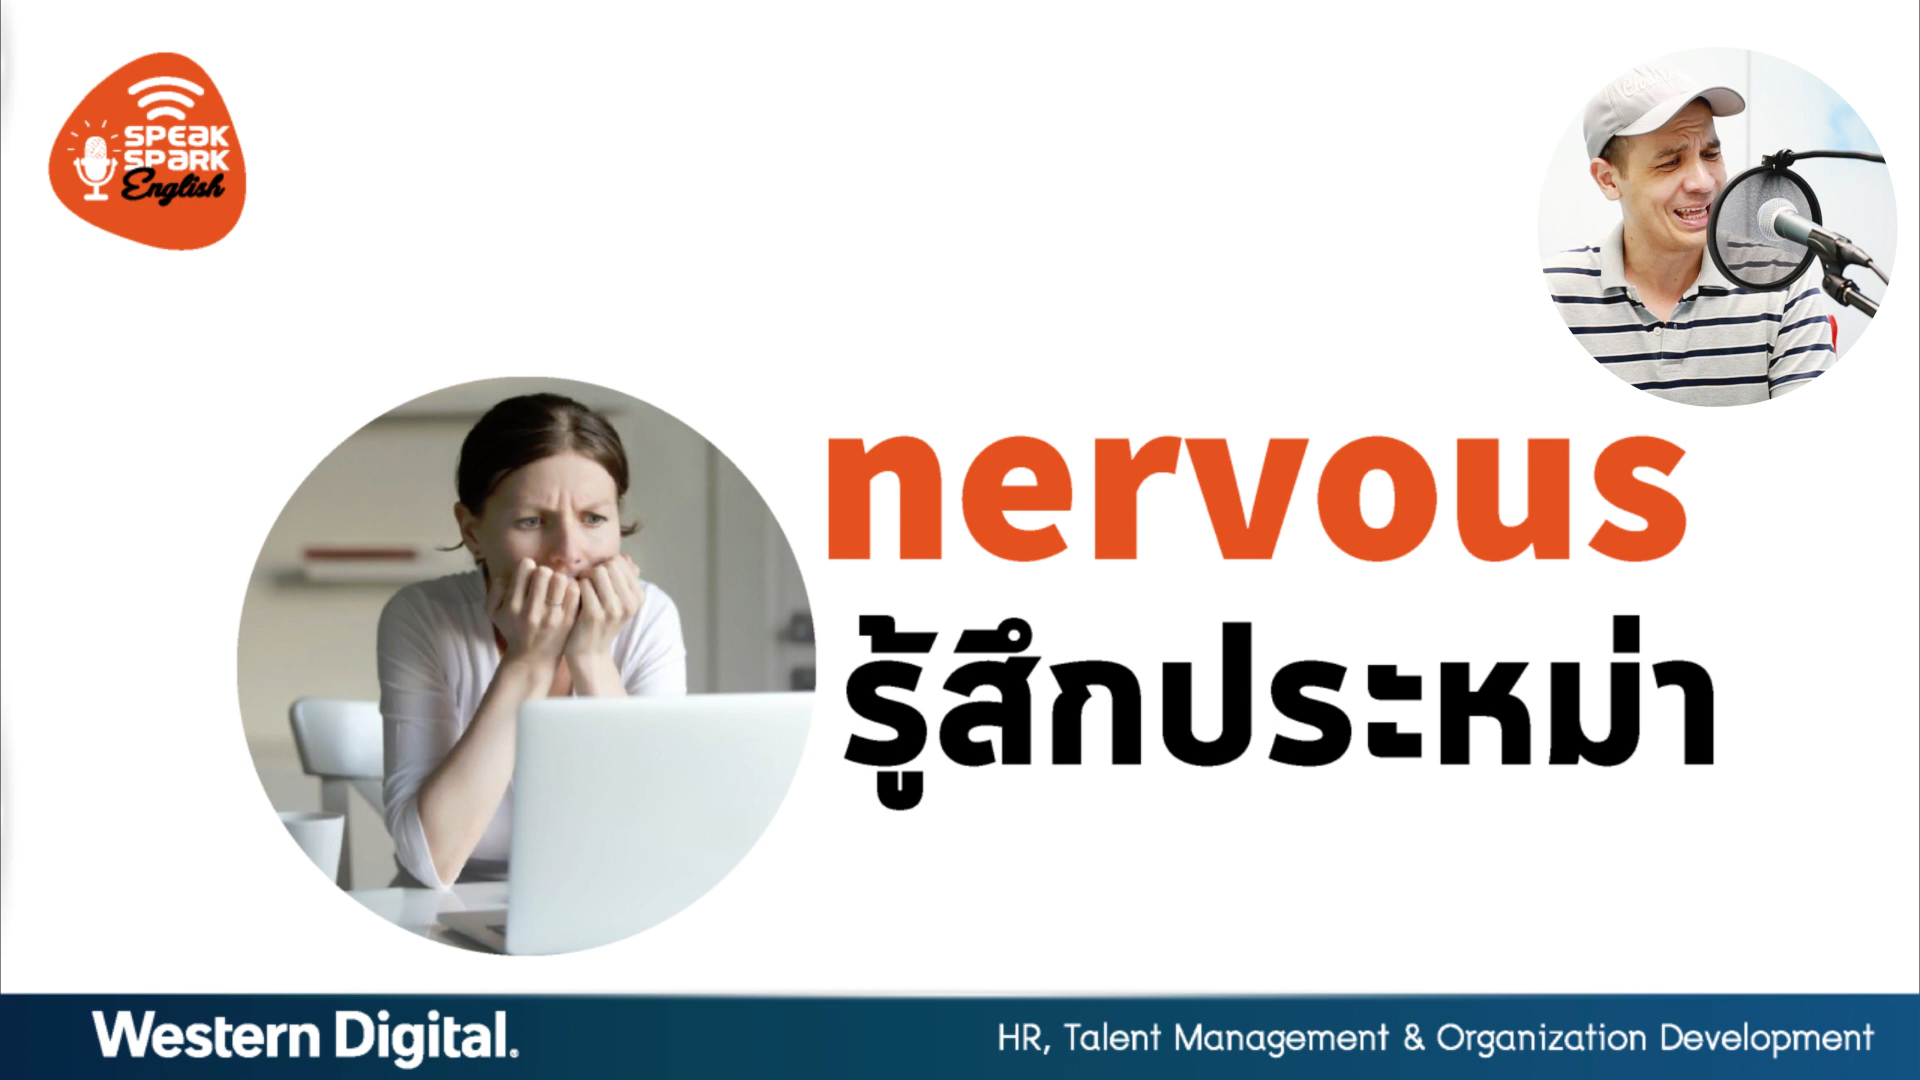 SPEAK
SPARK
English
nervous
รู้สึกประหม่า
Western Digital.
HR, Talent Management & Organization Development